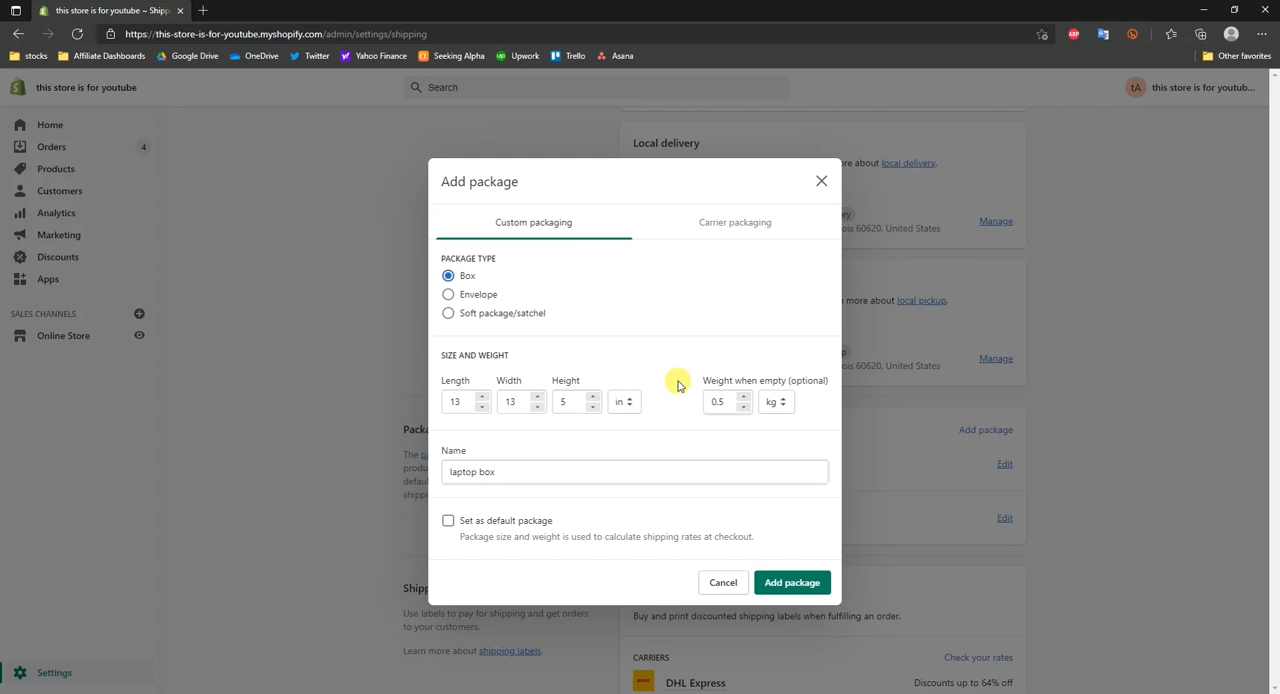 this store is for youtube ~ Shipp
https://this-store-is-for-youtube.myshopify.com/admin/settings/shipping
stocks Affiliate Dashboards Google Drive OneDrive Twitter Yahoo Finance Seeking Alpha Upwork Trello Asana Other favorites
this store is for youtube
Search
tA this store is for youtub...
Home
Orders 4
Products
Customers
Analytics
Marketing
Discounts
Apps
SALES CHANNELS
Online Store
Settings
Local delivery
re about local delivery.
ery
ois 60620, United States
Manage
n more about local pickup.
p
ois 60620, United States
Manage
Packa
Add package
The p
produ
Edit
defaul
shippi
Edit
Add package
Custom packaging
Carrier packaging
PACKAGE TYPE
Box
Envelope
Soft package/satchel
SIZE AND WEIGHT
Length Width Height Weight when empty (optional)
13 13 5 in 0.5 kg
Name
laptop box
Set as default package
Package size and weight is used to calculate shipping rates at checkout.
Cancel
Add package
Shipp
Use labels to pay for shipping and get orders
to your customers.
Learn more about shipping labels.
Buy and print discounted shipping labels when fulfilling an order.
CARRIERS
Check your rates
DHL Express
Discounts up to 64% off